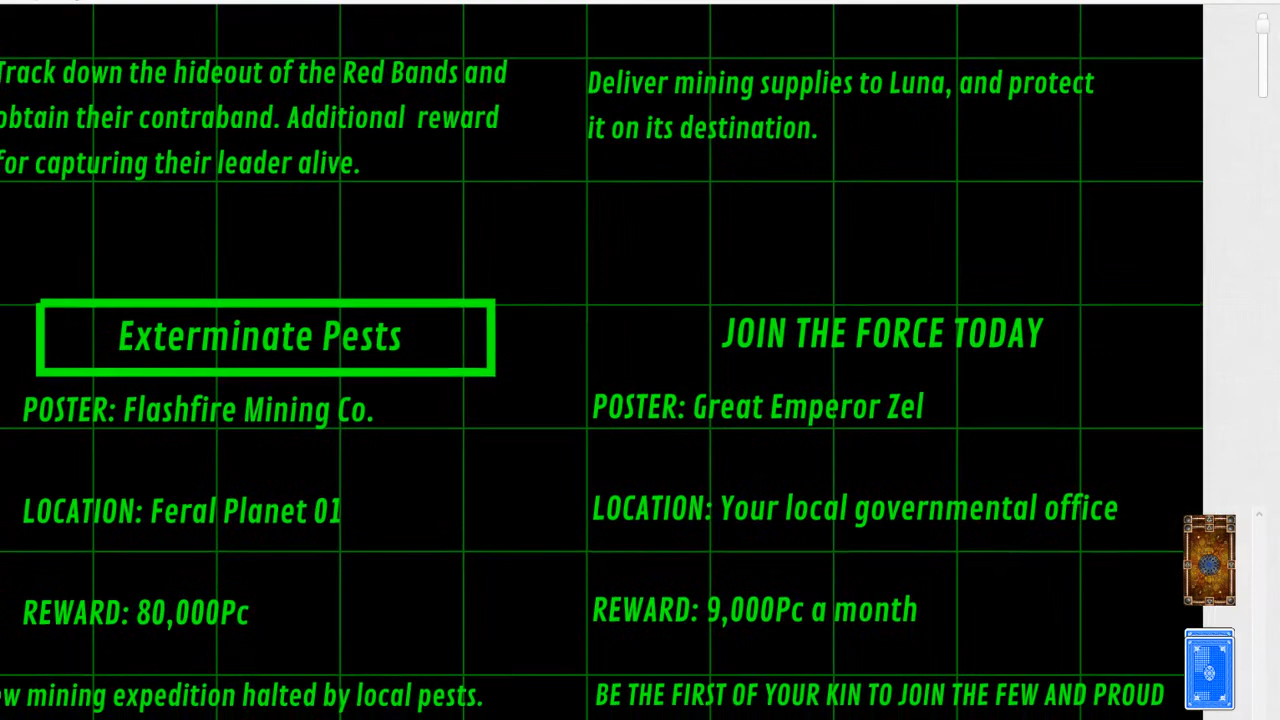 Track down the hideout of the Red Bands and
obtain their contraband. Additional reward
for capturing their leader alive.
Deliver mining supplies to Luna, and protect
it on its destination.
Exterminate Pests
POSTER: Flashfire Mining Co.
LOCATION: Feral Planet 01
REWARD: 80,000Pc
mining expedition halted by local pests.
JOIN THE FORCE TODAY
POSTER: Great Emperor Zel
LOCATION: Your local governmental office
REWARD: 9,000Pc a month
BE THE FIRST OF YOUR KIN TO JOIN THE FEW AND PROUD